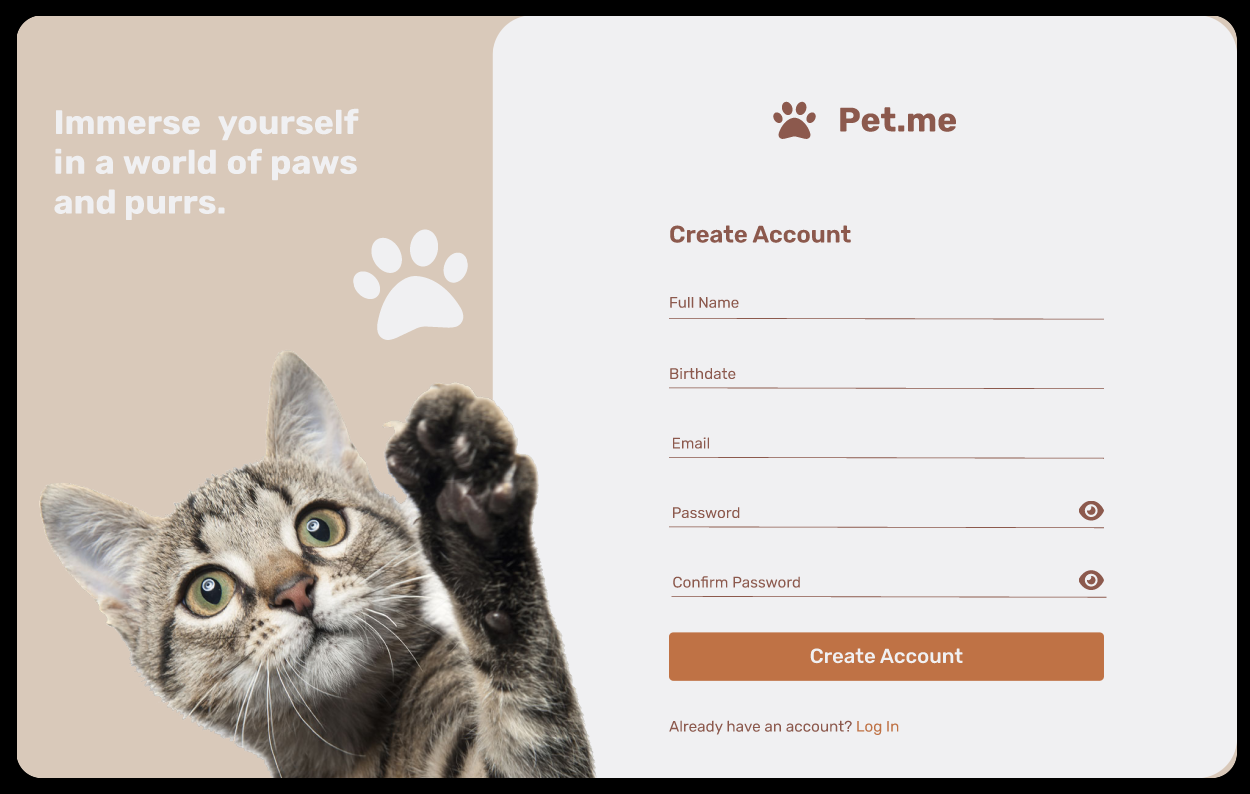 Immerse yourself
in a world of paws
and purrs.
Pet.me
Create Account
Full Name
Birthdate
Email
Password
Confirm Password
Create Account
Already have an account? Log In